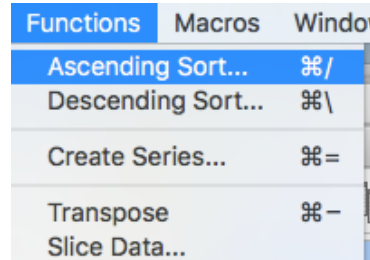 Functions Macros Windo
Ascending Sort... ⌘/
Descending Sort... ⌘\
Create Series... ⌘=
Transpose ⌘−
Slice Data...